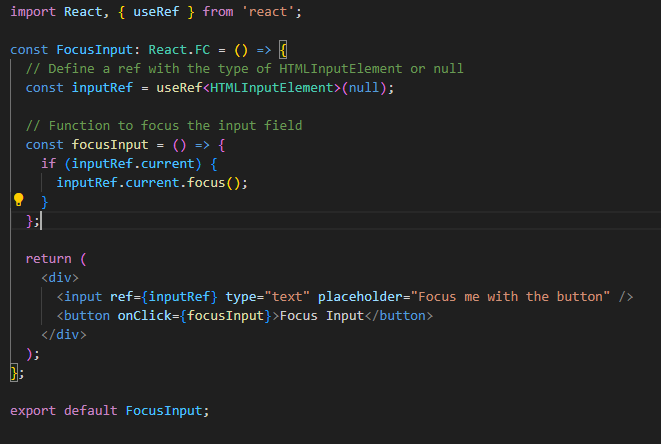 import React, { useRef } from 'react';
const FocusInput: React.FC = () => {
// Define a ref with the type of HTMLInputElement or null
const inputRef = useRef<HTMLInputElement>(null);
// Function to focus the input field
const focusInput = () => {
if (inputRef.current) {
inputRef.current.focus();
}
};
return (
<div>
<input ref={inputRef} type="text" placeholder="Focus me with the button" />
<button onClick={focusInput}>Focus Input</button>
</div>
);
};
export default FocusInput;